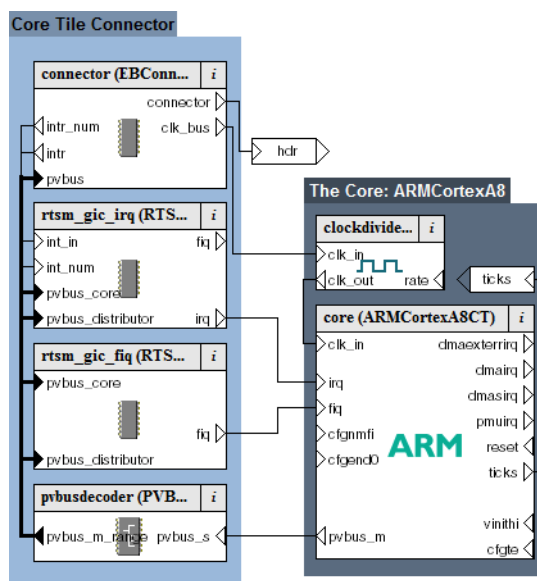 Core Tile Connector
connector (EBConn... i
connector
intr_num clk_bus
intr
pvbus
hdr
rtsm_gic_irq (RTS... i
int_in fiq
int_num
pvbus_core
pvbus_distributor irq
rtsm_gic_fiq (RTS... i
pvbus_core
fiq
pvbus_distributor
pvbusdecoder (PVB... i
pvbus_m_range pvbus_s
The Core: ARMCortexA8
clockdivide... i
clk_in
clk_out rate
ticks
core (ARMCortexA8CT) i
clk_in dmaexterrirq
dmairq
irq dmasirq
fiq pmuirq
cfgnmfi ARM reset
cfgend0 ticks
vinithi
pvbus_m cfgte